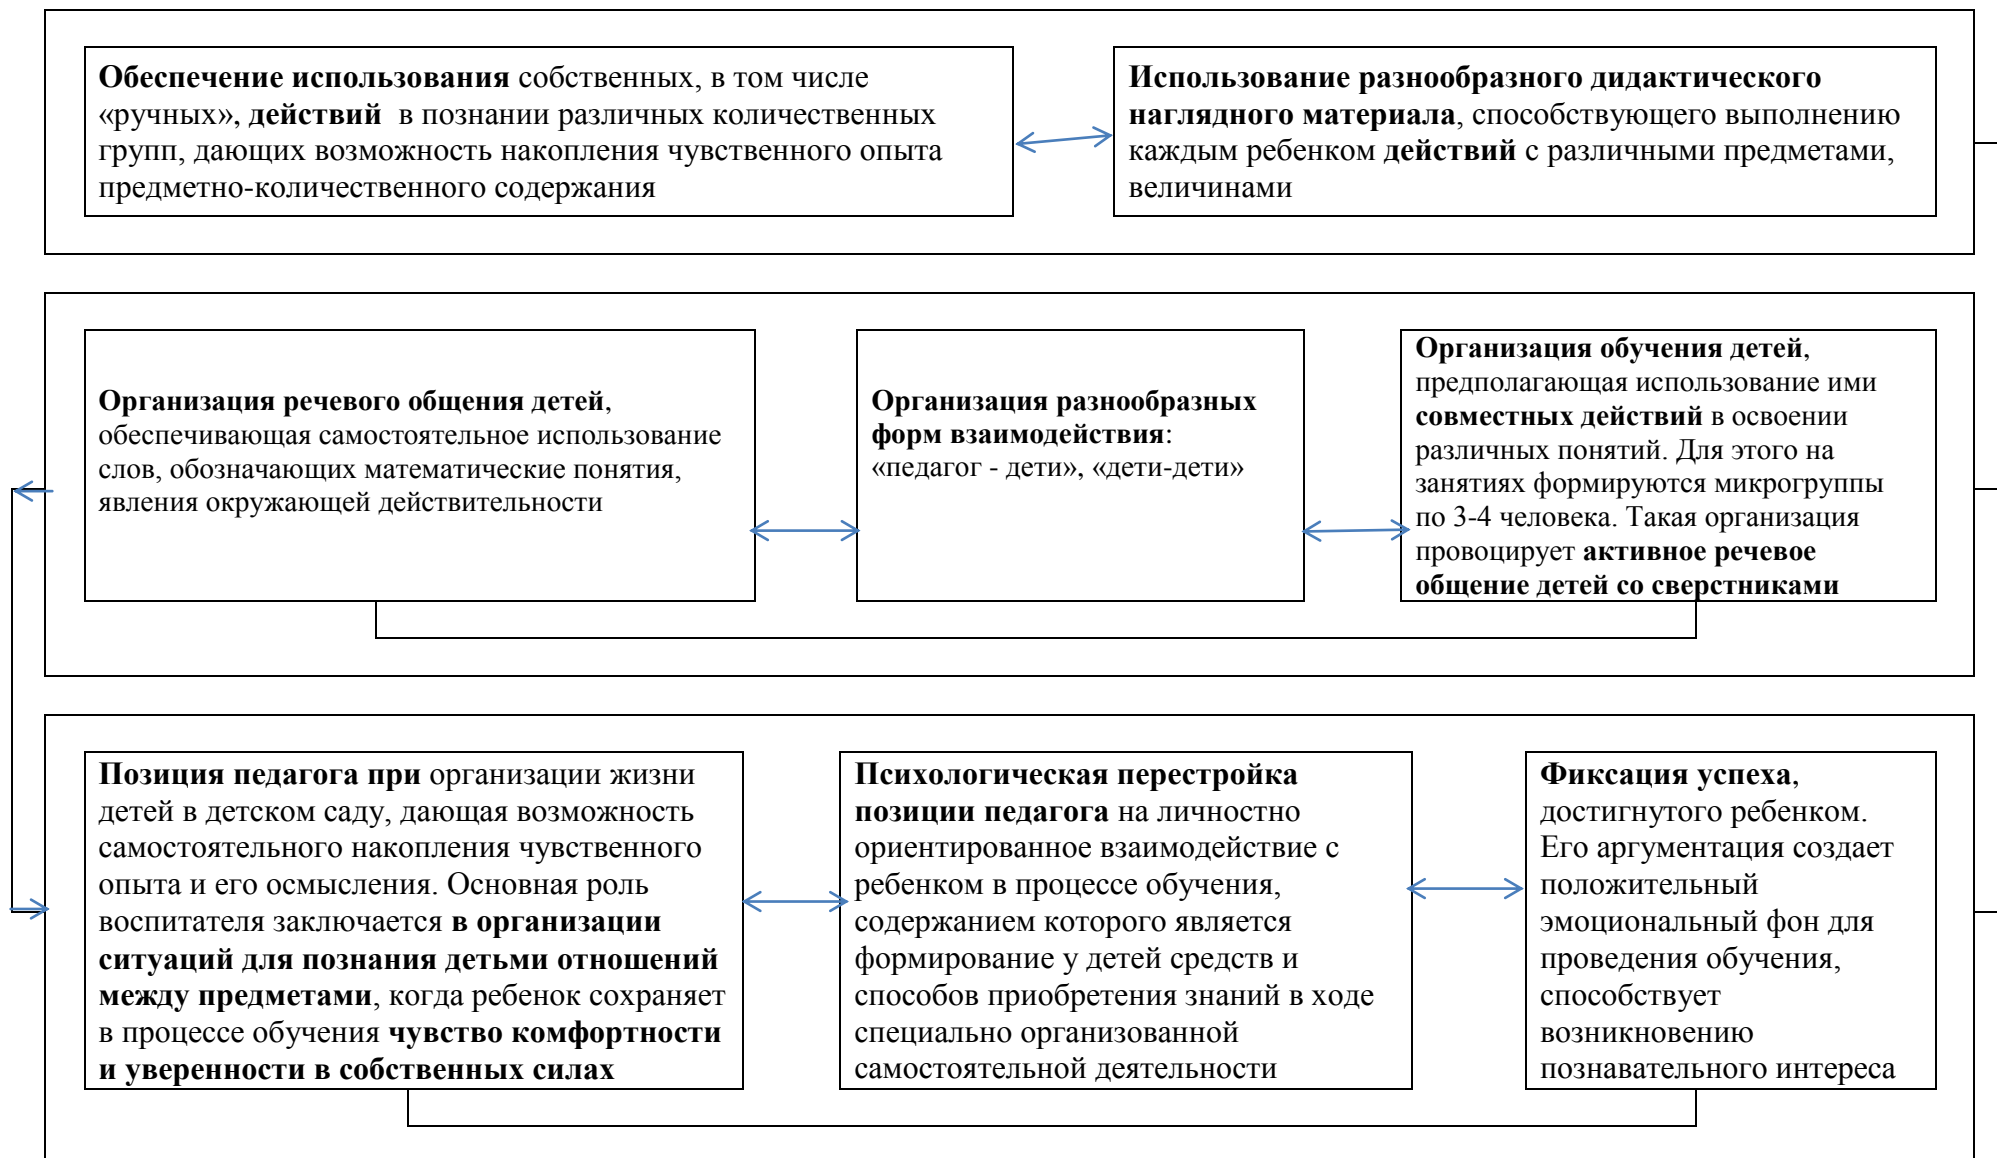 Обеспечение использования собственных, в том числе
«ручных», действий в познании различных количественных
групп, дающих возможность накопления чувственного опыта
предметно-количественного содержания
Использование разнообразного дидактического
наглядного материала, способствующего выполнению
каждым ребенком действий с различными предметами,
величинами
Организация речевого общения детей,
обеспечивающая самостоятельное использование
слов, обозначающих математические понятия,
явления окружающей действительности
Организация разнообразных
форм взаимодействия:
«педагог - дети», «дети-дети»
Организация обучения детей,
предполагающая использование ими
совместных действий в освоении
различных понятий. Для этого на
занятиях формируются микрогруппы
по 3-4 человека. Такая организация
провоцирует активное речевое
общение детей со сверстниками
Позиция педагога при организации жизни
детей в детском саду, дающая возможность
самостоятельного накопления чувственного
опыта и его осмысления. Основная роль
воспитателя заключается в организации
ситуаций для познания детьми отношений
между предметами, когда ребенок сохраняет
в процессе обучения чувство комфортности
и уверенности в собственных силах
Психологическая перестройка
позиции педагога на личностно
ориентированное взаимодействие с
ребенком в процессе обучения,
содержанием которого является
формирование у детей средств и
способов приобретения знаний в ходе
специально организованной
самостоятельной деятельности
Фиксация успеха,
достигнутого ребенком.
Его аргументация создает
положительный
эмоциональный фон для
проведения обучения,
способствует
возникновению
познавательного интереса